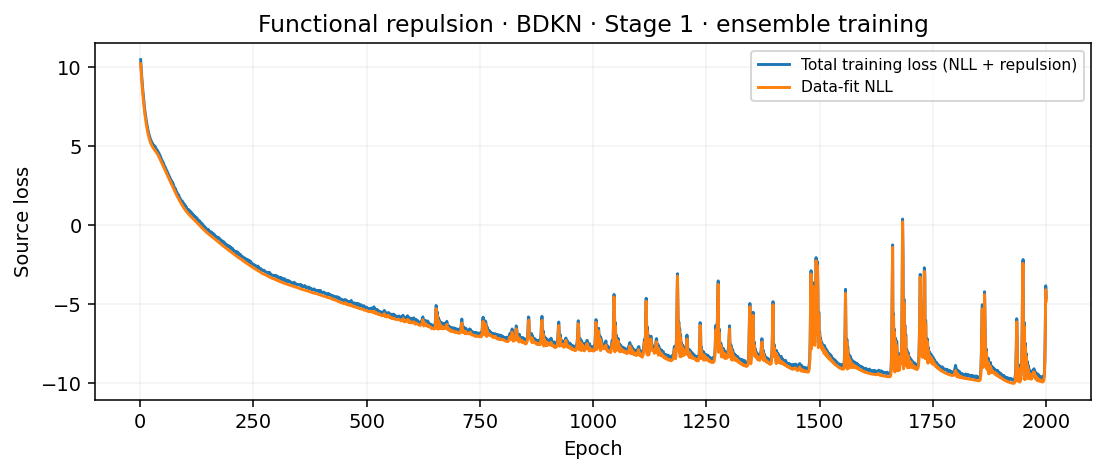 Functional repulsion · BDKN · Stage 1 · ensemble training
Total training loss (NLL + repulsion)
Data-fit NLL
Source loss
10
5
0
−5
−10
0 250 500 750 1000 1250 1500 1750 2000
Epoch